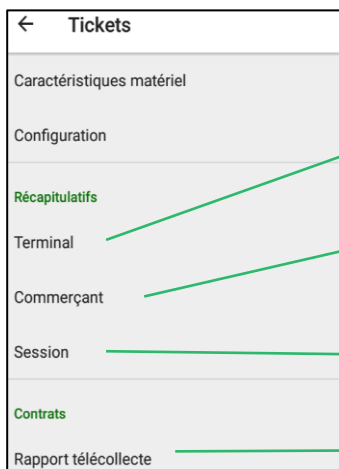 ← Tickets
Caractéristiques matériel
Configuration
Récapitulatifs
Terminal
Commerçant
Session
Contrats
Rapport télécollecte